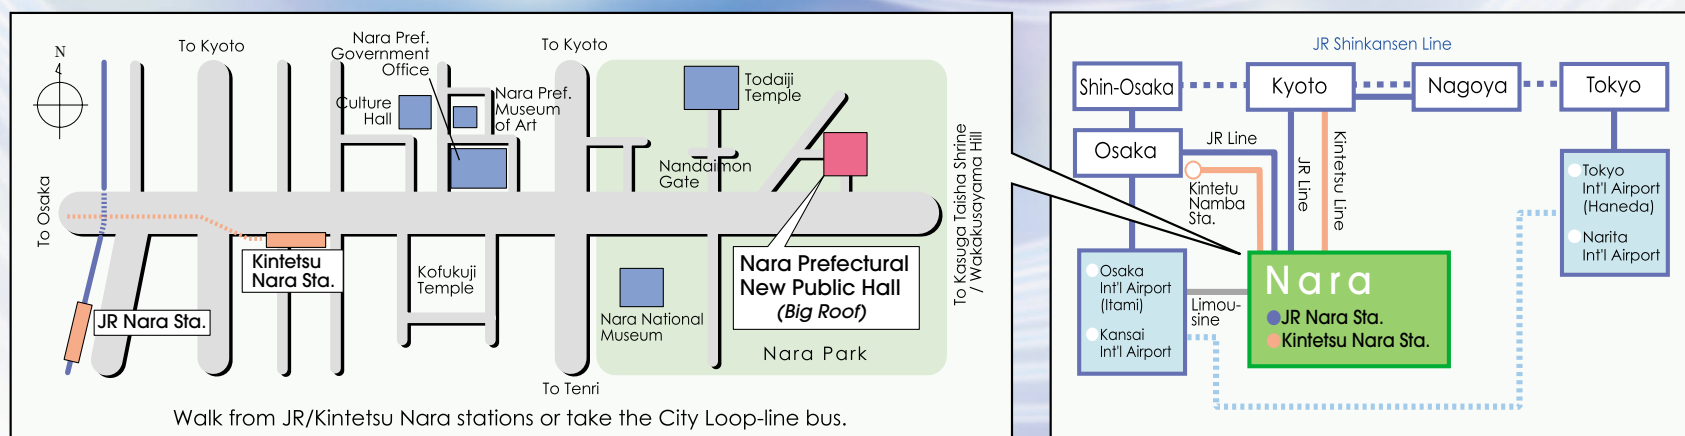 N
To Kyoto
Nara Pref.
Government
Office
To Kyoto
Culture
Hall
Nara Pref.
Museum
of Art
Todaiji
Temple
Nandaimon
Gate
To Osaka
To Kasuga Taisha Shrine
/ Wakakusayama Hill
Kintetsu
Nara Sta.
JR Nara Sta.
Kofukuji
Temple
Nara National
Museum
Nara Prefectural
New Public Hall
(Big Roof)
Nara Park
To Tenri
Walk from JR/Kintetsu Nara stations or take the City Loop-line bus.
JR Shinkansen Line
Shin-Osaka
Kyoto
Nagoya
Tokyo
Osaka
JR Line
JR Line
Kintetsu Line
Kintetu
Namba
Sta.
Tokyo
Int'l Airport
(Haneda)
Narita
Int'l Airport
Osaka
Int'l Airport
(Itami)
Kansai
Int'l Airport
Limou-
sine
Nara
JR Nara Sta.
Kintetsu Nara Sta.